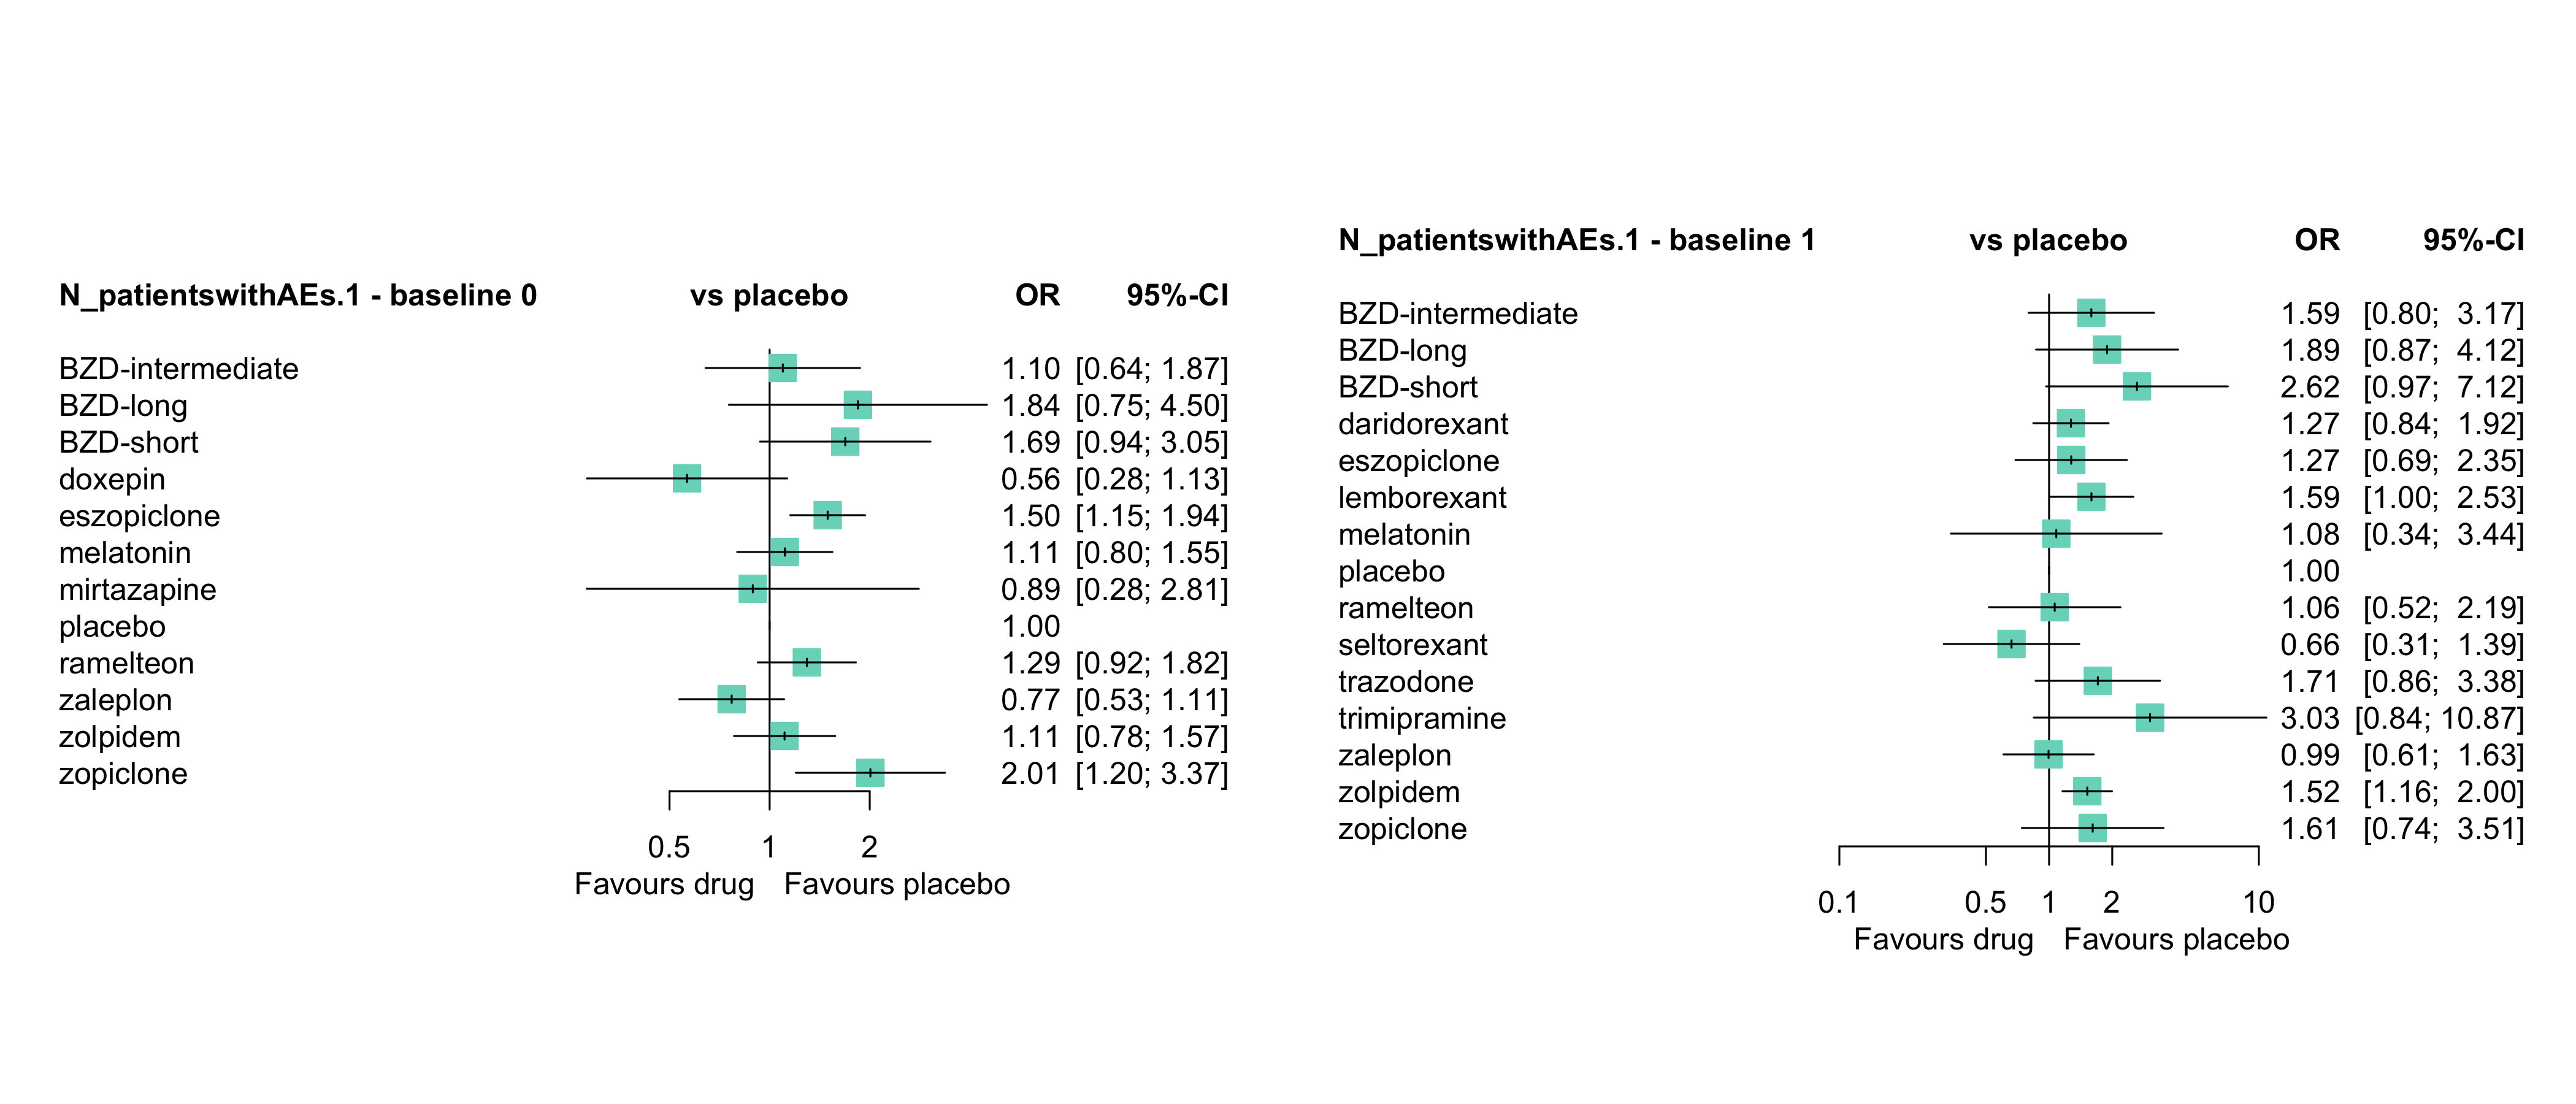 N_patientswithAEs.1 - baseline 0 vs placebo OR 95%-CI
BZD-intermediate 1.10 [0.64; 1.87]
BZD-long 1.84 [0.75; 4.50]
BZD-short 1.69 [0.94; 3.05]
doxepin 0.56 [0.28; 1.13]
eszopiclone 1.50 [1.15; 1.94]
melatonin 1.11 [0.80; 1.55]
mirtazapine 0.89 [0.28; 2.81]
placebo 1.00
ramelteon 1.29 [0.92; 1.82]
zaleplon 0.77 [0.53; 1.11]
zolpidem 1.11 [0.78; 1.57]
zopiclone 2.01 [1.20; 3.37]
0.5 1 2
Favours drug Favours placebo
N_patientswithAEs.1 - baseline 1 vs placebo OR 95%-CI
BZD-intermediate 1.59 [0.80; 3.17]
BZD-long 1.89 [0.87; 4.12]
BZD-short 2.62 [0.97; 7.12]
daridorexant 1.27 [0.84; 1.92]
eszopiclone 1.27 [0.69; 2.35]
lemborexant 1.59 [1.00; 2.53]
melatonin 1.08 [0.34; 3.44]
placebo 1.00
ramelteon 1.06 [0.52; 2.19]
seltorexant 0.66 [0.31; 1.39]
trazodone 1.71 [0.86; 3.38]
trimipramine 3.03 [0.84; 10.87]
zaleplon 0.99 [0.61; 1.63]
zolpidem 1.52 [1.16; 2.00]
zopiclone 1.61 [0.74; 3.51]
0.1 0.5 1 2 10
Favours drug Favours placebo